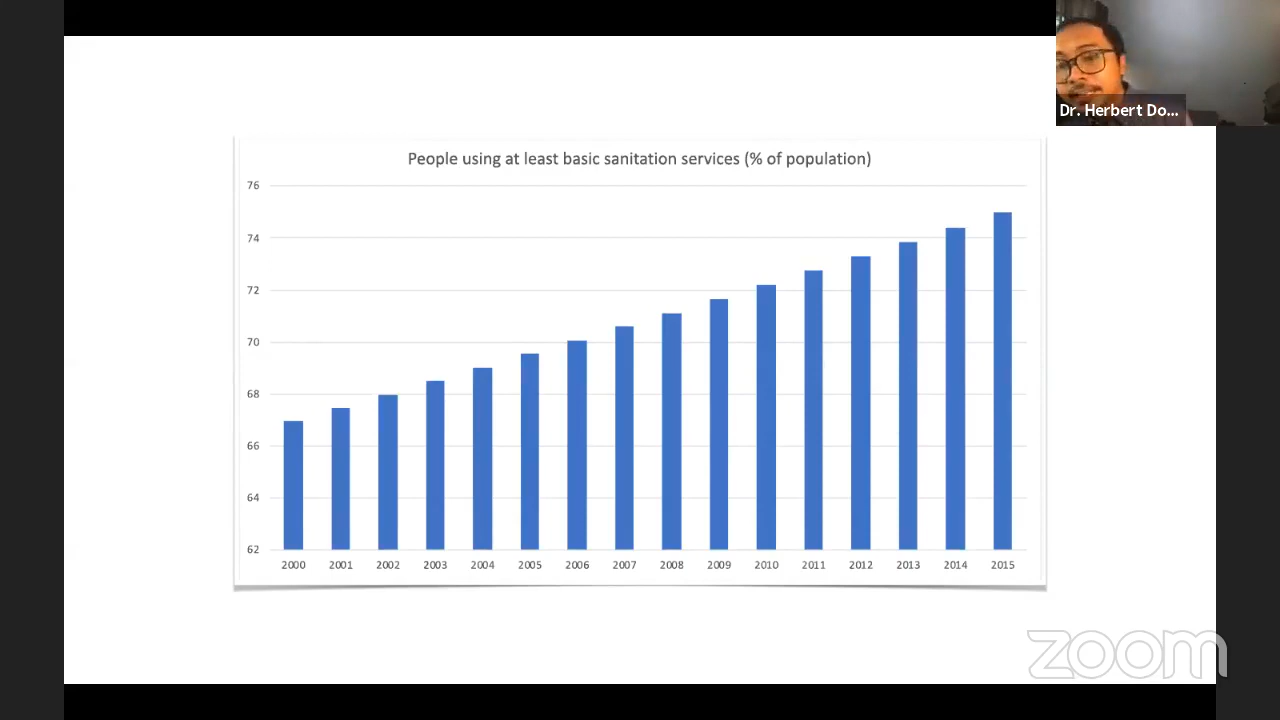 Dr. Herbert Do...
People using at least basic sanitation services (% of population)
76
74
72
70
68
66
64
62
2000 2001 2002 2003 2004 2005 2006 2007 2008 2009 2010 2011 2012 2013 2014 2015
zoom